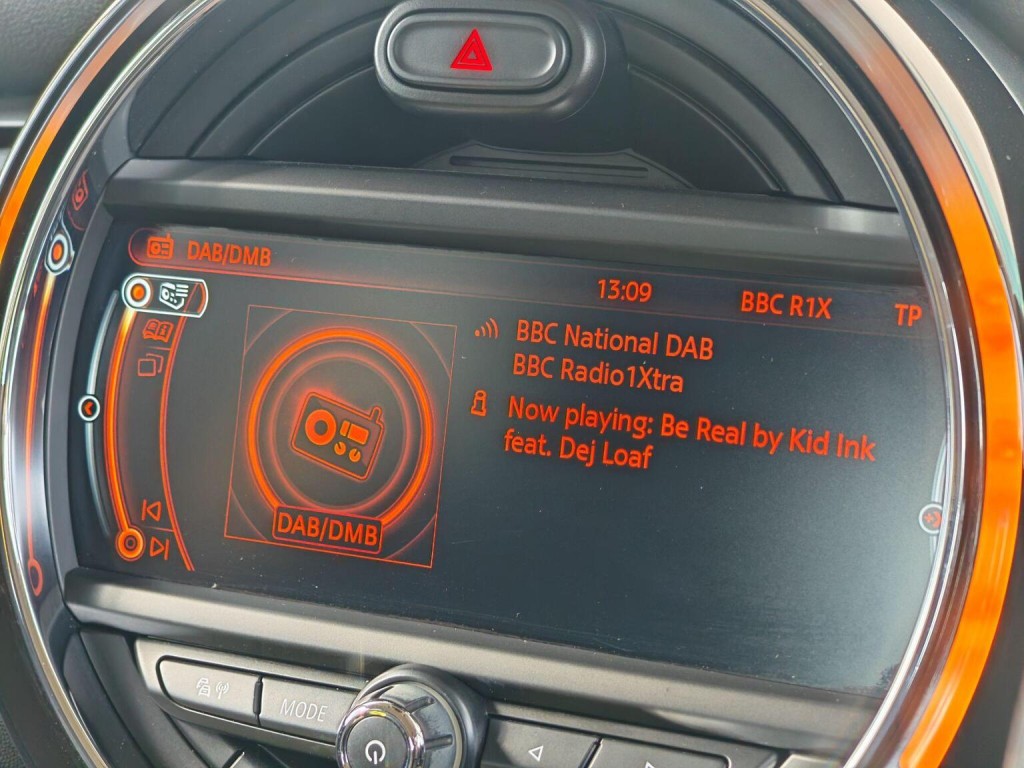 DAB/DMB
13:09 BBC R1X TP
BBC National DAB
BBC Radio1Xtra
Now playing: Be Real by Kid Ink
feat. Dej Loaf
DAB/DMB
MODE